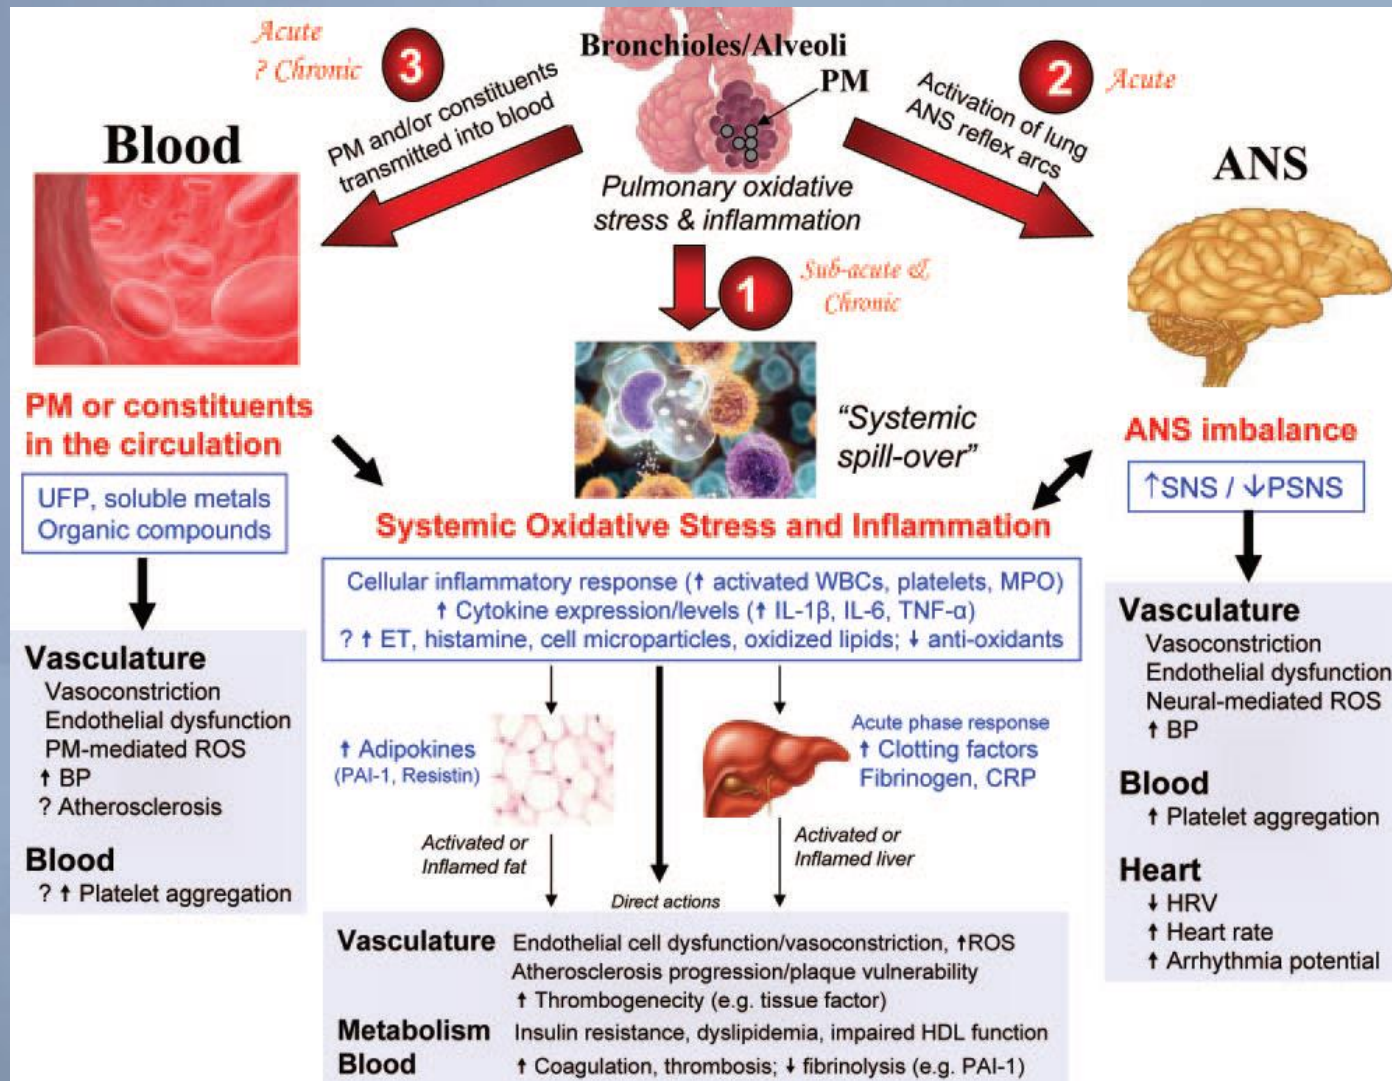 Acute
? Chronic
3
PM and/or constituents
transmitted into blood
Bronchioles/Alveoli
PM
Pulmonary oxidative
stress & inflammation
2
Acute
Activation of lung
ANS reflex arcs
Blood
ANS
1
Sub-acute &
Chronic
"Systemic
spill-over"
PM or constituents
in the circulation
UFP, soluble metals
Organic compounds
Vasculature
Vasoconstriction
Endothelial dysfunction
PM-mediated ROS
↑ BP
? Atherosclerosis
Blood
? ↑ Platelet aggregation
Systemic Oxidative Stress and Inflammation
Cellular inflammatory response (↑ activated WBCs, platelets, MPO)
↑ Cytokine expression/levels (↑ IL-1β, IL-6, TNF-α)
? ↑ ET, histamine, cell microparticles, oxidized lipids; ↓ anti-oxidants
↑ Adipokines
(PAI-1, Resistin)
Acute phase response
↑ Clotting factors
Fibrinogen, CRP
Activated or
Inflamed fat
Activated or
Inflamed liver
Direct actions
Vasculature Endothelial cell dysfunction/vasoconstriction, ↑ROS
Atherosclerosis progression/plaque vulnerability
↑ Thrombogenecity (e.g. tissue factor)
Metabolism Insulin resistance, dyslipidemia, impaired HDL function
Blood ↑ Coagulation, thrombosis; ↓ fibrinolysis (e.g. PAI-1)
ANS imbalance
↑SNS / ↓PSNS
Vasculature
Vasoconstriction
Endothelial dysfunction
Neural-mediated ROS
↑ BP
Blood
↑ Platelet aggregation
Heart
↓ HRV
↑ Heart rate
↑ Arrhythmia potential